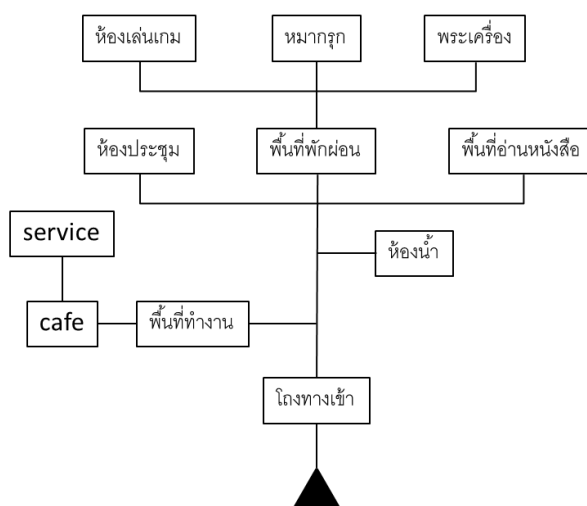 ห้องเล่นเกม
หมากรุก
พระเครื่อง
ห้องประชุม
พื้นที่พักผ่อน
พื้นที่อ่านหนังสือ
service
ห้องน้ำ
cafe
พื้นที่ทำงาน
โถงทางเข้า